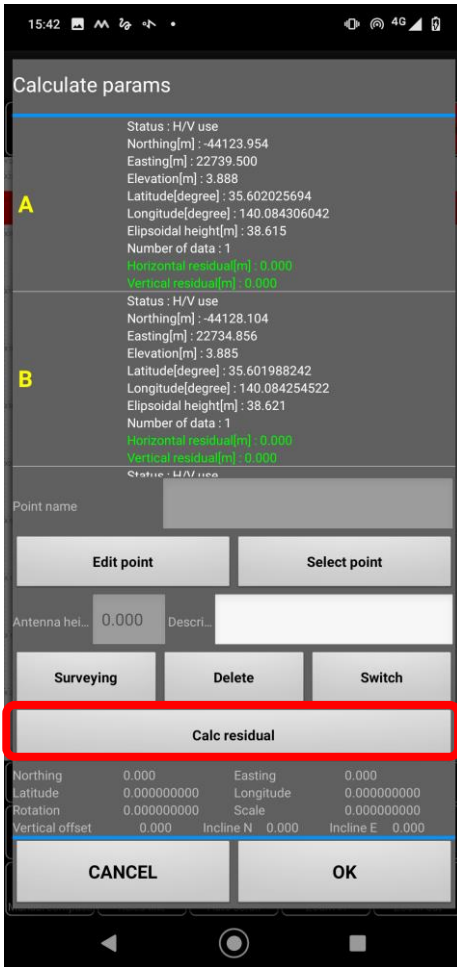 15:42
4G
Calculate params
Status : H/V use
Northing[m] : -44123.954
Easting[m] : 22739.500
Elevation[m] : 3.888
A
Latitude[degree] : 35.602025694
Longitude[degree] : 140.084306042
Elipsoidal height[m] : 38.615
Number of data : 1
Horizontal residual[m] : 0.000
Vertical residual[m] : 0.000
Status : H/V use
Northing[m] : -44128.104
Easting[m] : 22734.856
Elevation[m] : 3.885
B
Latitude[degree] : 35.601988242
Longitude[degree] : 140.084254522
Elipsoidal height[m] : 38.621
Number of data : 1
Horizontal residual[m] : 0.000
Vertical residual[m] : 0.000
Status : H/V use
Point name
Edit point Select point
Antenna hei... 0.000 Descri...
Surveying Delete Switch
Calc residual
Northing 0.000 Easting 0.000
Latitude 0.000000000 Longitude 0.000000000
Rotation 0.000000000 Scale 0.000000000
Vertical offset 0.000 Incline N 0.000 Incline E 0.000
CANCEL OK